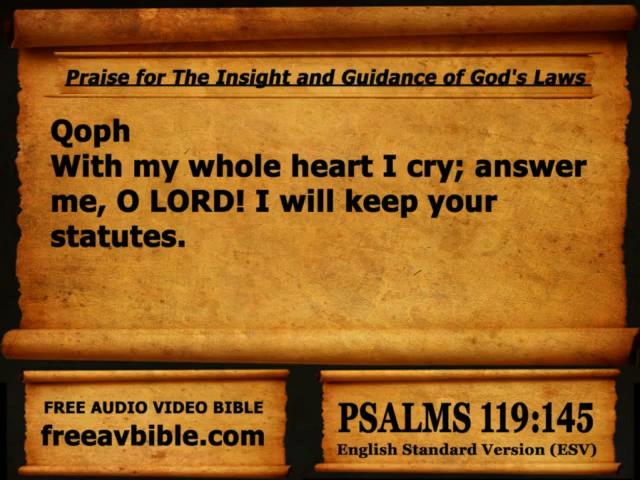 Praise for The Insight and Guidance of God's Laws
Qoph
With my whole heart I cry; answer
me, O LORD! I will keep your
statutes.
FREE AUDIO VIDEO BIBLE
freeavbible.com
PSALMS 119:145
English Standard Version (ESV)